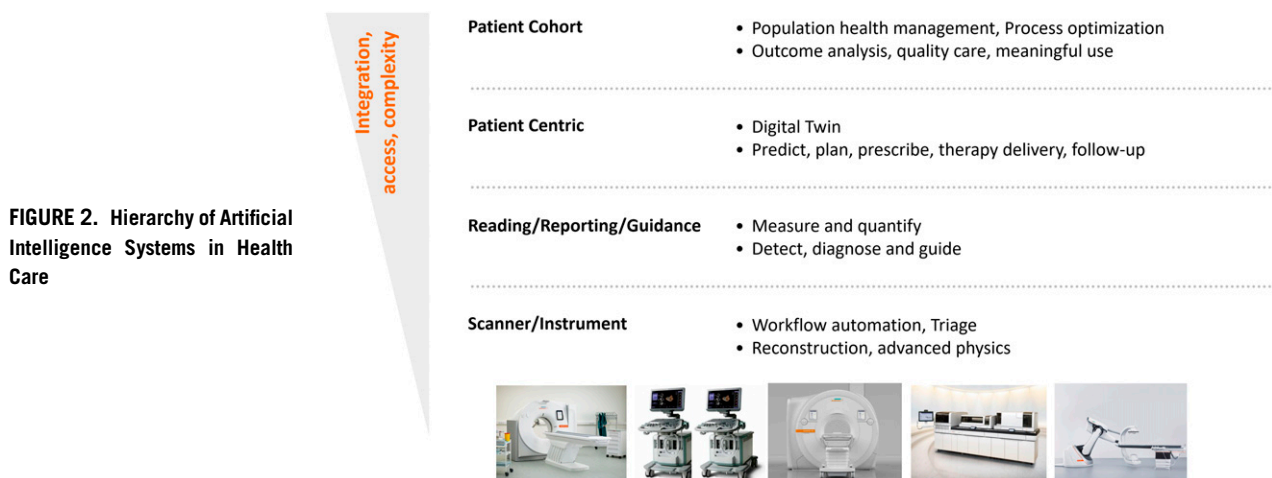 FIGURE 2. Hierarchy of Artificial
Intelligence Systems in Health
Care
Integration,
access, complexity
Patient Cohort
• Population health management, Process optimization
• Outcome analysis, quality care, meaningful use
Patient Centric
• Digital Twin
• Predict, plan, prescribe, therapy delivery, follow-up
Reading/Reporting/Guidance
• Measure and quantify
• Detect, diagnose and guide
Scanner/Instrument
• Workflow automation, Triage
• Reconstruction, advanced physics